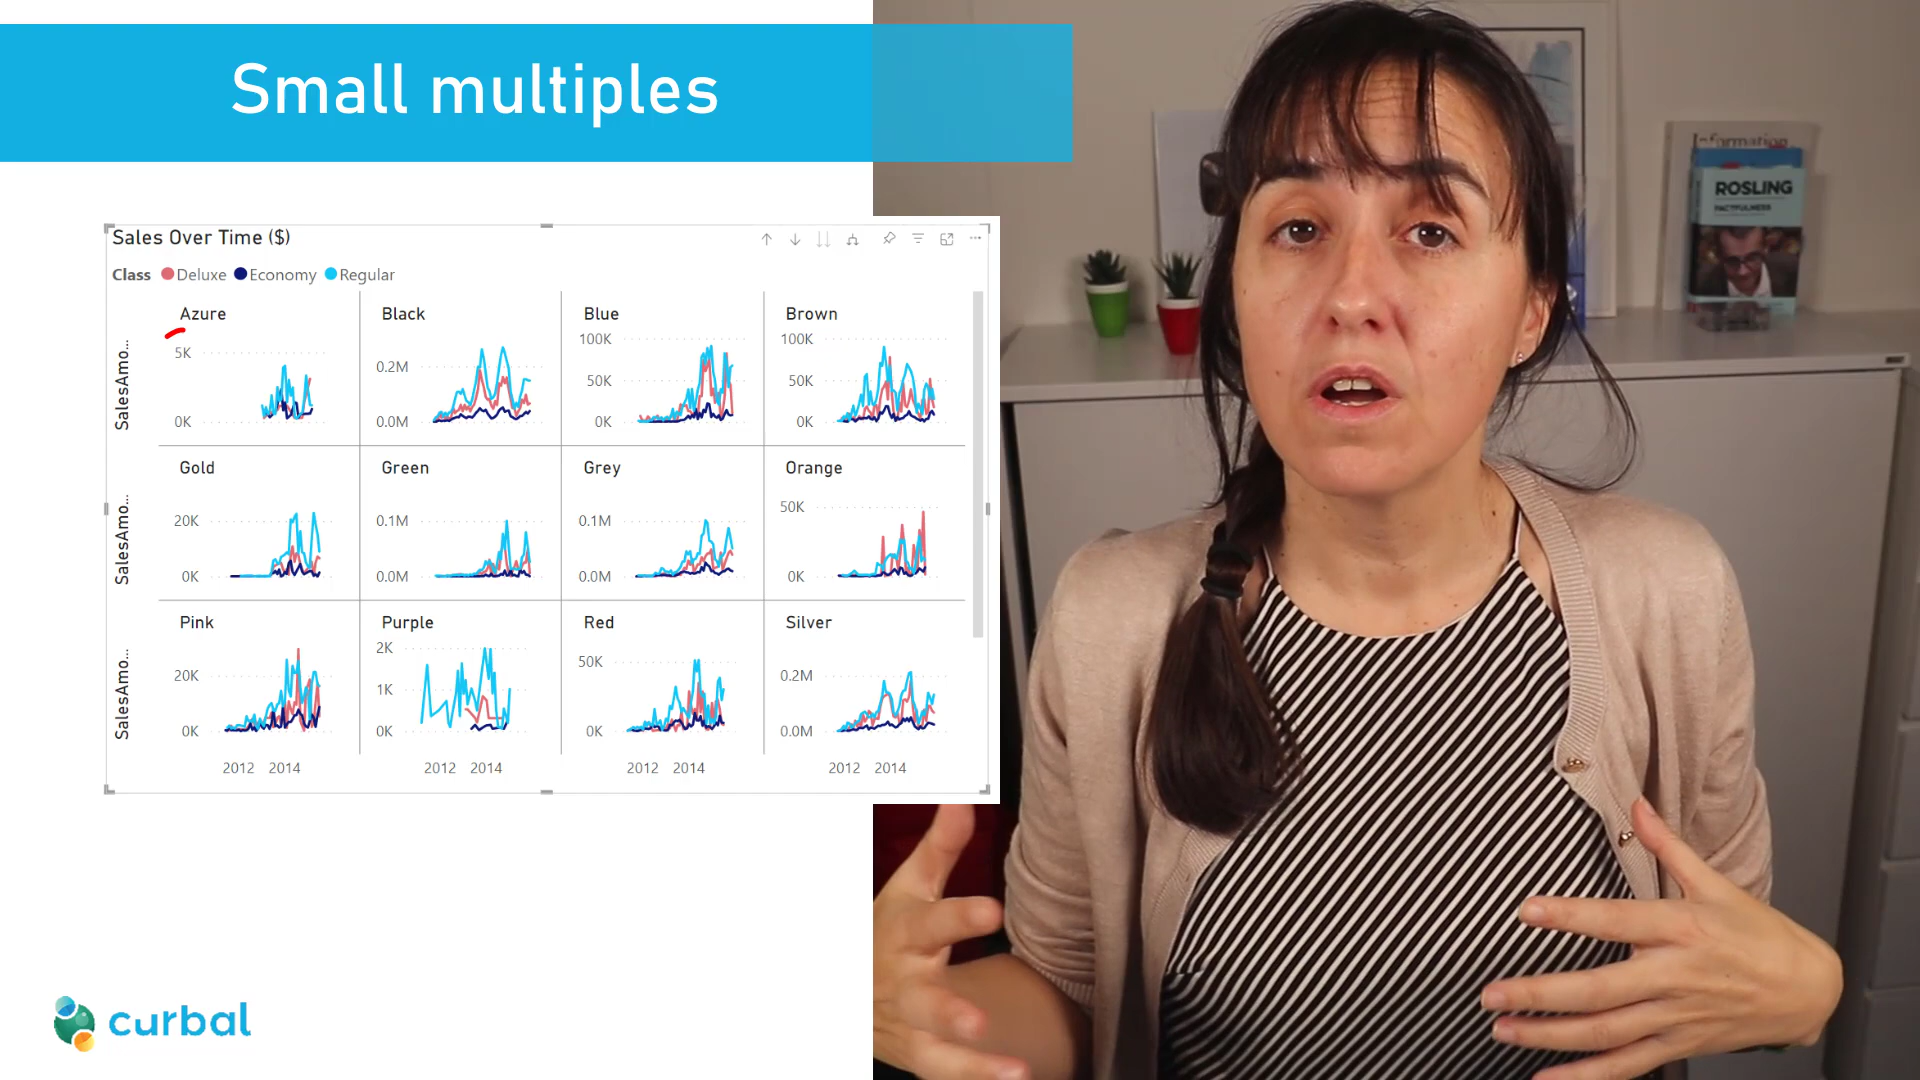 Small multiples
Sales Over Time ($)
Class Deluxe Economy Regular
Azure Black Blue Brown
SalesAmo...
5K 0.2M 100K 100K
50K 50K
0K 0.0M 0K 0K
Gold Green Grey Orange
SalesAmo...
20K 0.1M 0.1M 50K
0K 0.0M 0.0M 0K
Pink Purple Red Silver
SalesAmo...
20K 2K 50K 0.2M
1K
0K 0K 0K 0.0M
2012 2014 2012 2014 2012 2014 2012 2014
curbal
Information
ROSLING
FACTFULNESS